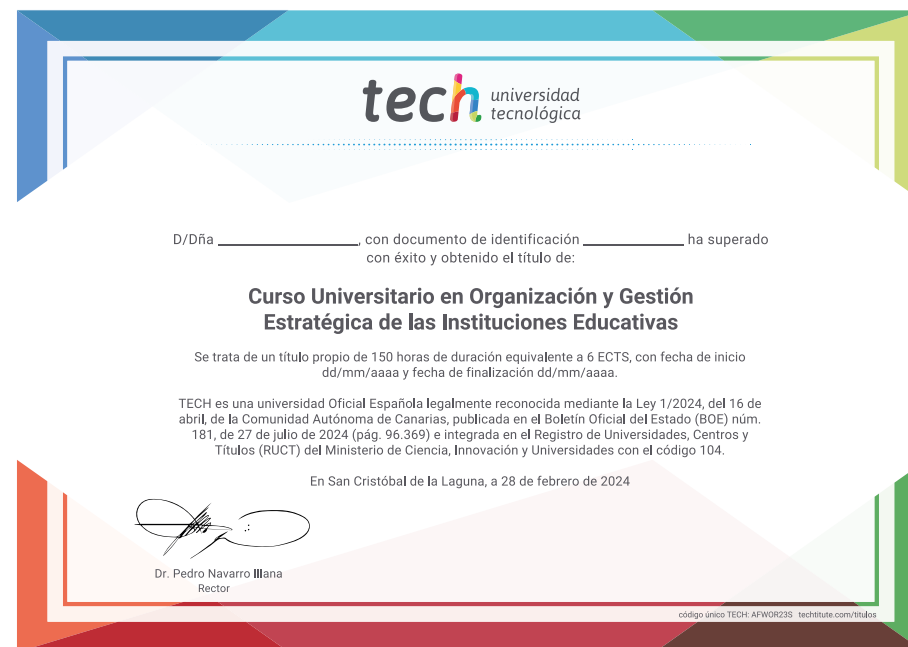 tech universidad
tecnológica
D/Dña ____________________, con documento de identificación ______________ ha superado
con éxito y obtenido el título de:
Curso Universitario en Organización y Gestión
Estratégica de las Instituciones Educativas
Se trata de un título propio de 150 horas de duración equivalente a 6 ECTS, con fecha de inicio
dd/mm/aaaa y fecha de finalización dd/mm/aaaa.
TECH es una universidad Oficial Española legalmente reconocida mediante la Ley 1/2024, del 16 de
abril, de la Comunidad Autónoma de Canarias, publicada en el Boletín Oficial del Estado (BOE) núm.
181, de 27 de julio de 2024 (pág. 96.369) e integrada en el Registro de Universidades, Centros y
Títulos (RUCT) del Ministerio de Ciencia, Innovación y Universidades con el código 104.
En San Cristóbal de la Laguna, a 28 de febrero de 2024
Dr. Pedro Navarro Illana
Rector
código único TECH: AFWOR23S techtitute.com/titulos